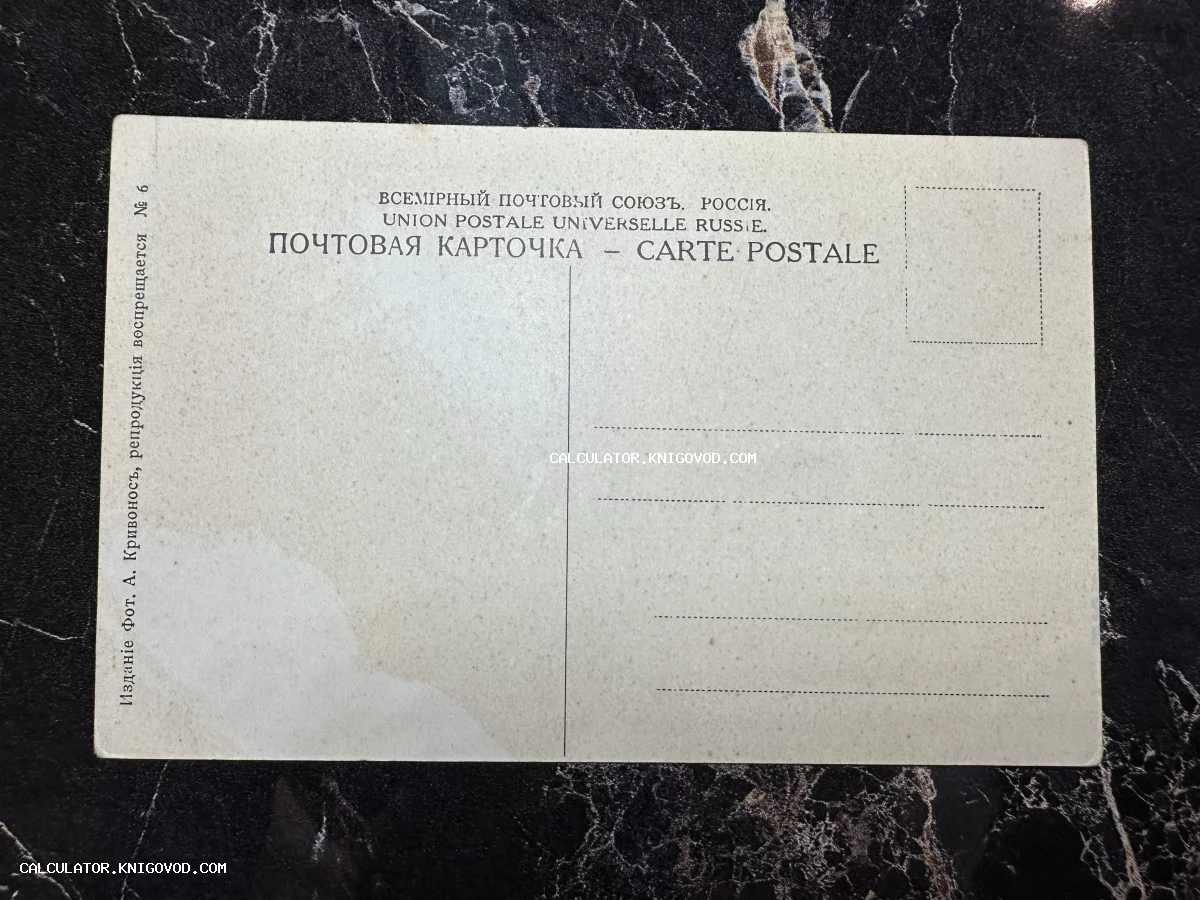 ВСЕМІРНЫЙ ПОЧТОВЫЙ СОЮЗЪ. РОССІЯ.
UNION POSTALE UNIVERSELLE RUSSIE.
ПОЧТОВАЯ КАРТОЧКА – CARTE POSTALE
Изданіе Фот. А. Кривоносъ, репродукція воспрещается № 6
CALCULATOR.KNIGOVOD.COM
CALCULATOR.KNIGOVOD.COM